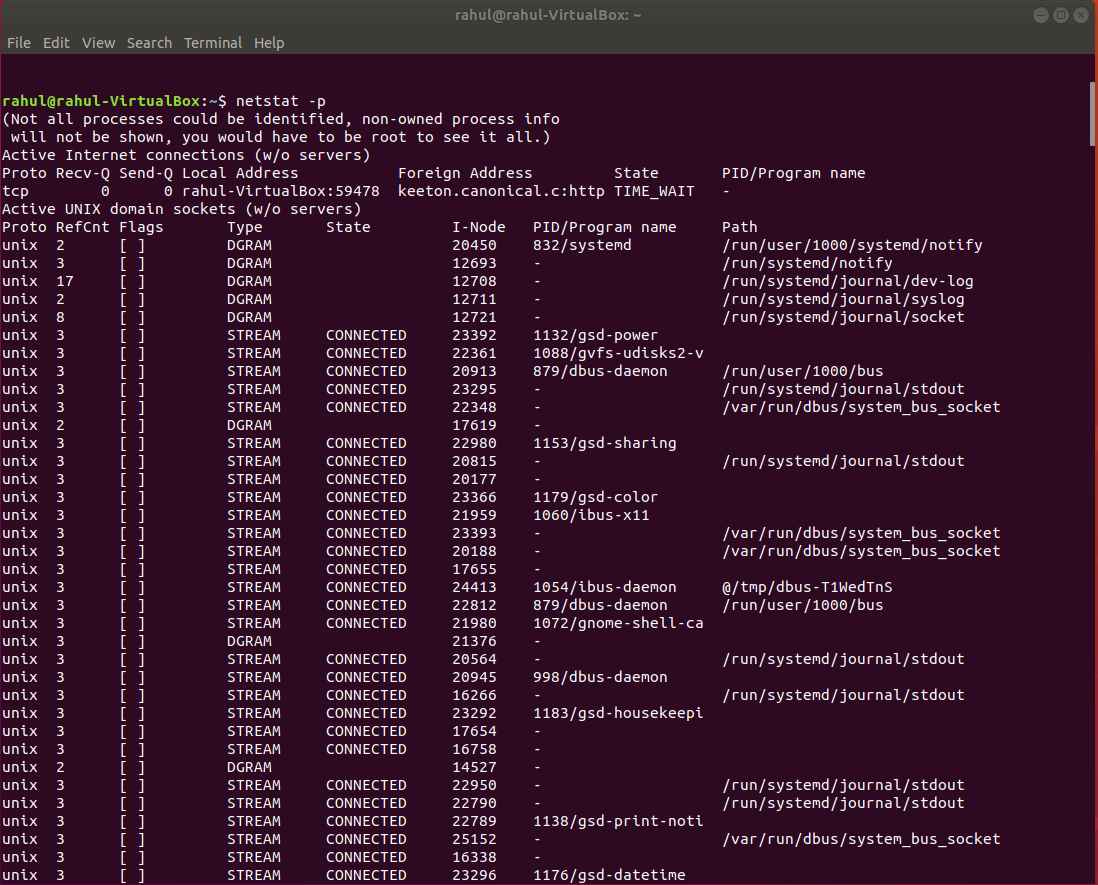 rahul@rahul-VirtualBox: ~
File Edit View Search Terminal Help
rahul@rahul-VirtualBox:~$ netstat -p
(Not all processes could be identified, non-owned process info
 will not be shown, you would have to be root to see it all.)
Active Internet connections (w/o servers)
Proto Recv-Q Send-Q Local Address           Foreign Address         State       PID/Program name
tcp        0      0 rahul-VirtualBox:59478  keeton.canonical.c:http TIME_WAIT   -
Active UNIX domain sockets (w/o servers)
Proto RefCnt Flags       Type       State         I-Node   PID/Program name     Path
unix  2      [ ]         DGRAM                    20450    832/systemd          /run/user/1000/systemd/notify
unix  3      [ ]         DGRAM                    12693    -                    /run/systemd/notify
unix  17     [ ]         DGRAM                    12708    -                    /run/systemd/journal/dev-log
unix  2      [ ]         DGRAM                    12711    -                    /run/systemd/journal/syslog
unix  8      [ ]         DGRAM                    12721    -                    /run/systemd/journal/socket
unix  3      [ ]         STREAM     CONNECTED     23392    1132/gsd-power
unix  3      [ ]         STREAM     CONNECTED     22361    1088/gvfs-udisks2-v
unix  3      [ ]         STREAM     CONNECTED     20913    879/dbus-daemon      /run/user/1000/bus
unix  3      [ ]         STREAM     CONNECTED     23295    -                    /run/systemd/journal/stdout
unix  3      [ ]         STREAM     CONNECTED     22348    -                    /var/run/dbus/system_bus_socket
unix  2      [ ]         DGRAM                    17619    -
unix  3      [ ]         STREAM     CONNECTED     22980    1153/gsd-sharing
unix  3      [ ]         STREAM     CONNECTED     20815    -                    /run/systemd/journal/stdout
unix  3      [ ]         STREAM     CONNECTED     20177    -
unix  3      [ ]         STREAM     CONNECTED     23366    1179/gsd-color
unix  3      [ ]         STREAM     CONNECTED     21959    1060/ibus-x11
unix  3      [ ]         STREAM     CONNECTED     23393    -                    /var/run/dbus/system_bus_socket
unix  3      [ ]         STREAM     CONNECTED     20188    -                    /var/run/dbus/system_bus_socket
unix  3      [ ]         STREAM     CONNECTED     17655    -
unix  3      [ ]         STREAM     CONNECTED     24413    1054/ibus-daemon     @/tmp/dbus-T1WedTnS
unix  3      [ ]         STREAM     CONNECTED     22812    879/dbus-daemon      /run/user/1000/bus
unix  3      [ ]         STREAM     CONNECTED     21980    1072/gnome-shell-ca
unix  3      [ ]         DGRAM                    21376    -
unix  3      [ ]         STREAM     CONNECTED     20564    -                    /run/systemd/journal/stdout
unix  3      [ ]         STREAM     CONNECTED     20945    998/dbus-daemon
unix  3      [ ]         STREAM     CONNECTED     16266    -                    /run/systemd/journal/stdout
unix  3      [ ]         STREAM     CONNECTED     23292    1183/gsd-housekeepi
unix  3      [ ]         STREAM     CONNECTED     17654    -
unix  3      [ ]         STREAM     CONNECTED     16758    -
unix  2      [ ]         DGRAM                    14527    -
unix  3      [ ]         STREAM     CONNECTED     22950    -                    /run/systemd/journal/stdout
unix  3      [ ]         STREAM     CONNECTED     22790    -                    /run/systemd/journal/stdout
unix  3      [ ]         STREAM     CONNECTED     22789    1138/gsd-print-noti
unix  3      [ ]         STREAM     CONNECTED     25152    -                    /var/run/dbus/system_bus_socket
unix  3      [ ]         STREAM     CONNECTED     16338    -
unix  3      [ ]         STREAM     CONNECTED     23296    1176/gsd-datetime